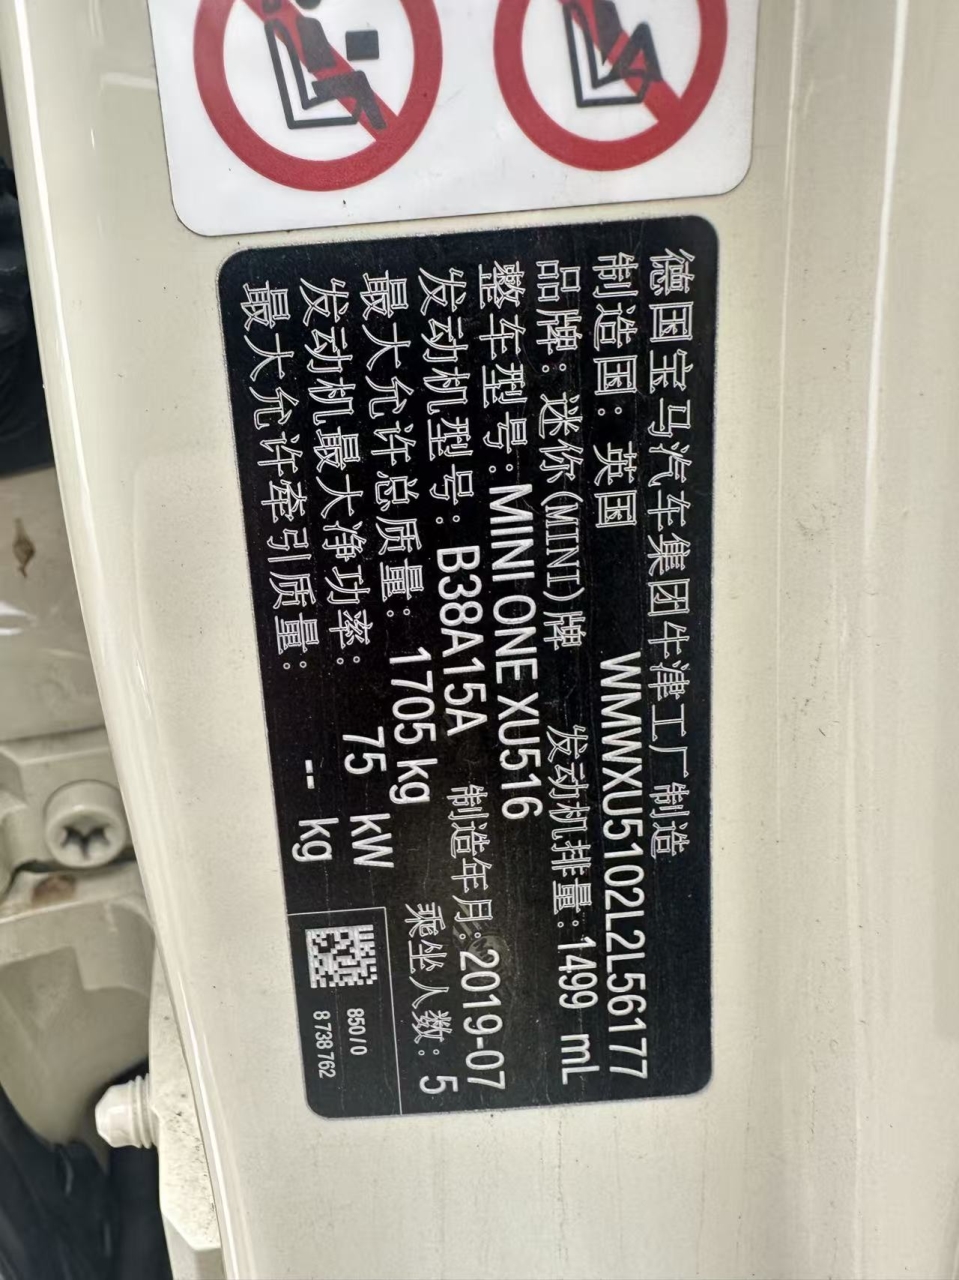 德国宝马汽车集团牛津工厂制造
制造国：英国 WMWXU5102L2L56177
品牌：迷你(MINI)牌 发动机排量：1499 mL
整车型号：MINI ONE XU516
发动机型号：B38A15A 制造年月：2019-07
最大允许总质量：1705 kg 乘坐人数：5
发动机最大净功率：75 kW
最大允许牵引质量：-- kg
850/0
8 738 762